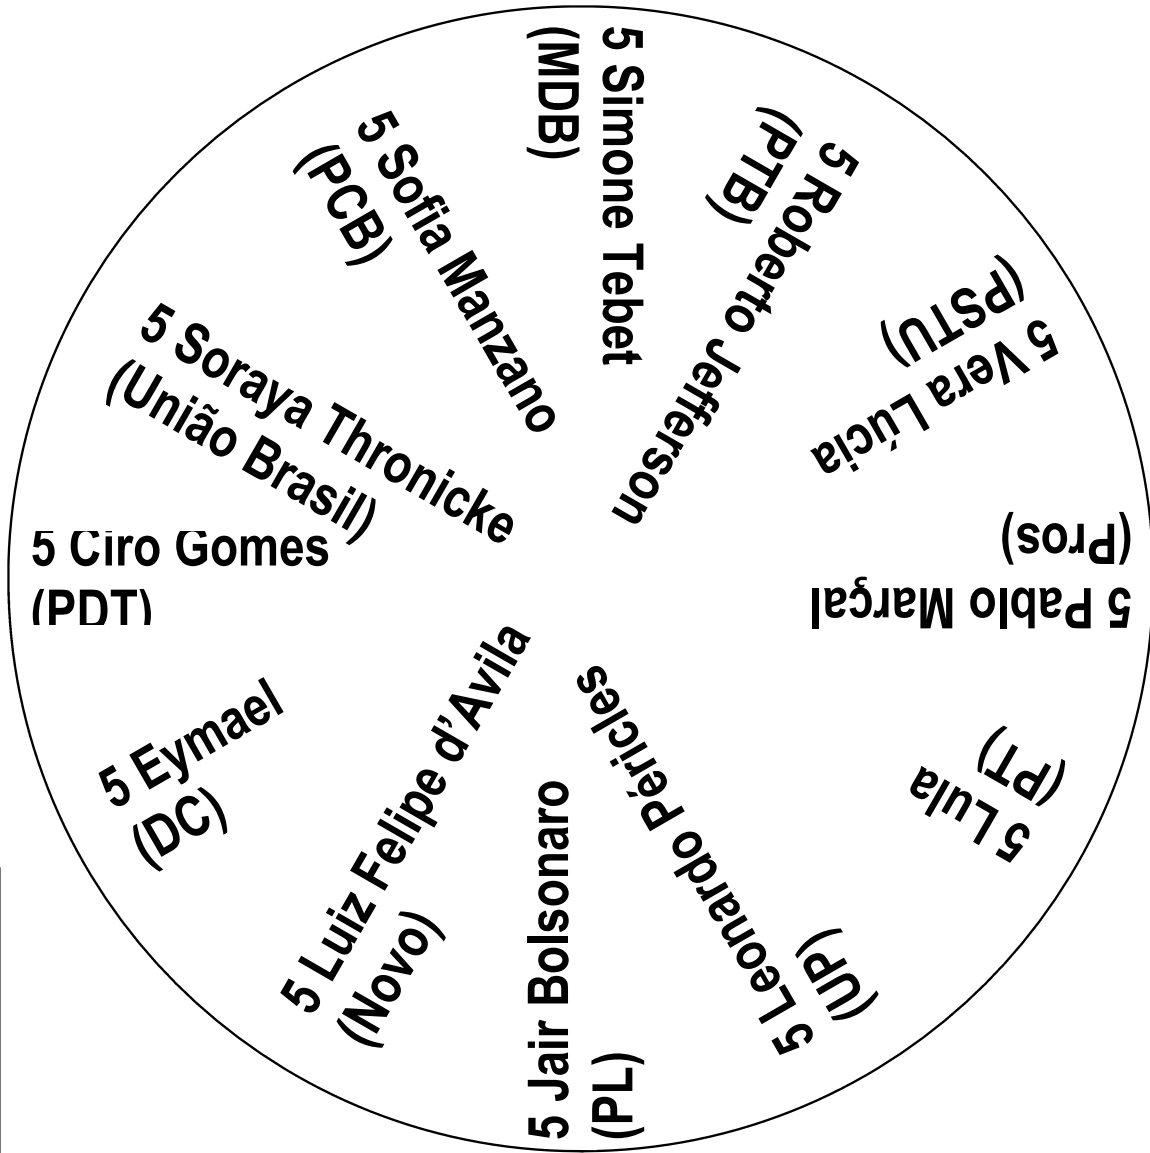 5 Simone Tebet
(MDB)
5 Roberto Jefferson
(PTB)
5 Vera Lúcia
(PSTU)
5 Pablo Marçal
(Pros)
5 Lula
(PT)
5 Leonardo Péricles
(UP)
5 Jair Bolsonaro
(PL)
5 Luiz Felipe d’Avila
(Novo)
5 Eymael
(DC)
5 Ciro Gomes
(PDT)
5 Soraya Thronicke
(União Brasil)
5 Sofia Manzano
(PCB)